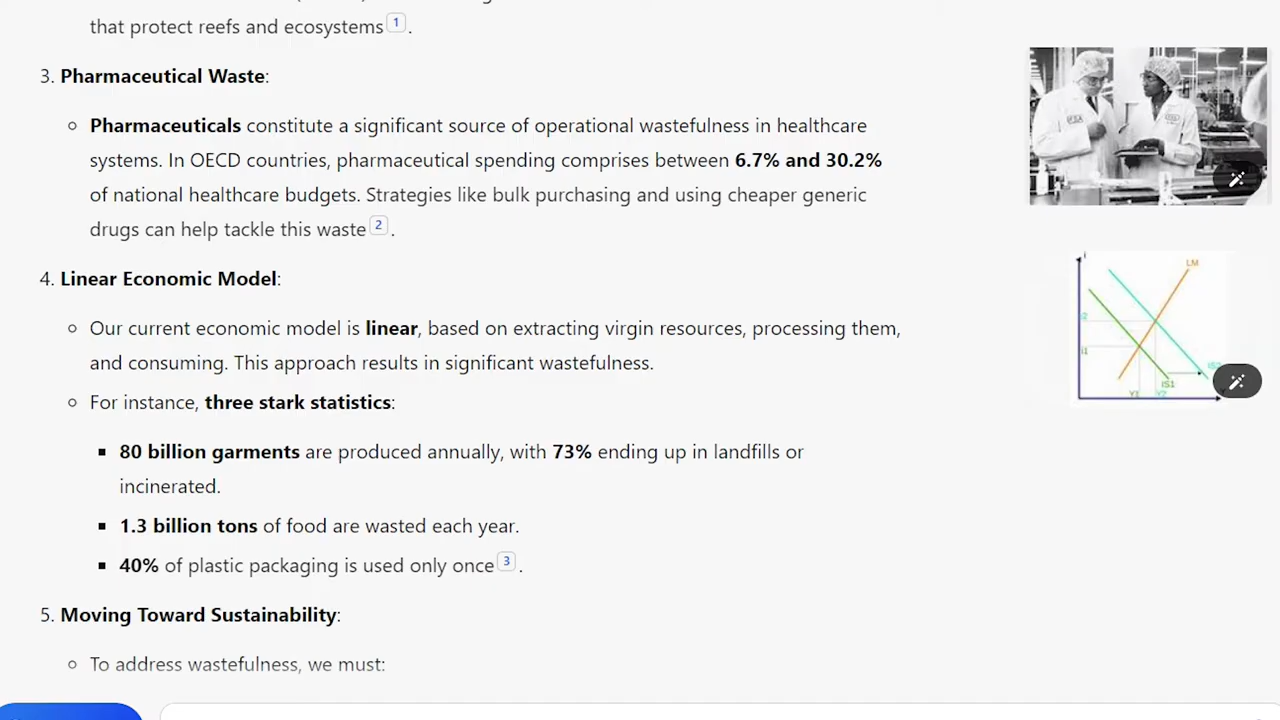 that protect reefs and ecosystems 1 .
3. Pharmaceutical Waste:
Pharmaceuticals constitute a significant source of operational wastefulness in healthcare
systems. In OECD countries, pharmaceutical spending comprises between 6.7% and 30.2%
of national healthcare budgets. Strategies like bulk purchasing and using cheaper generic
drugs can help tackle this waste 2 .
4. Linear Economic Model:
Our current economic model is linear, based on extracting virgin resources, processing them,
and consuming. This approach results in significant wastefulness.
For instance, three stark statistics:
80 billion garments are produced annually, with 73% ending up in landfills or
incinerated.
1.3 billion tons of food are wasted each year.
40% of plastic packaging is used only once 3 .
5. Moving Toward Sustainability:
To address wastefulness, we must:
i
LM
i2
i1
IS1
Y1 Y2